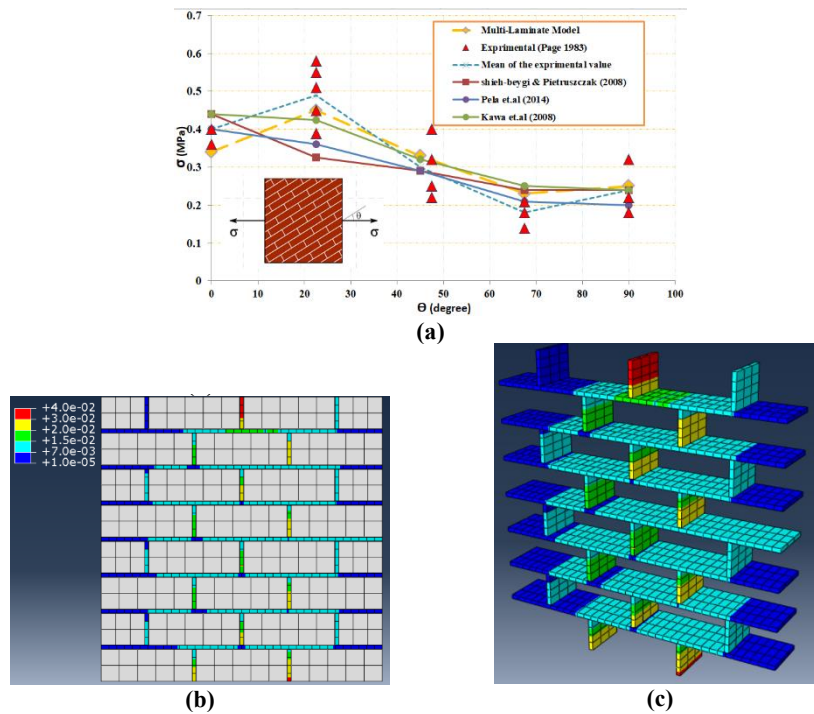 Multi-Laminate Model
Exprimental (Page 1983)
Mean of the exprimental value
shieh-beygi & Pietruszczak (2008)
Pela et.al (2014)
Kawa et.al (2008)
0.7
0.6
0.5
0.4
0.3
0.2
0.1
0
σ (MPa)
σ
θ
σ
0 10 20 30 40 50 60 70 80 90 100
Θ (degree)
(a)
+4.0e-02
+3.0e-02
+2.0e-02
+1.5e-02
+7.0e-03
+1.0e-05
(b)
(c)